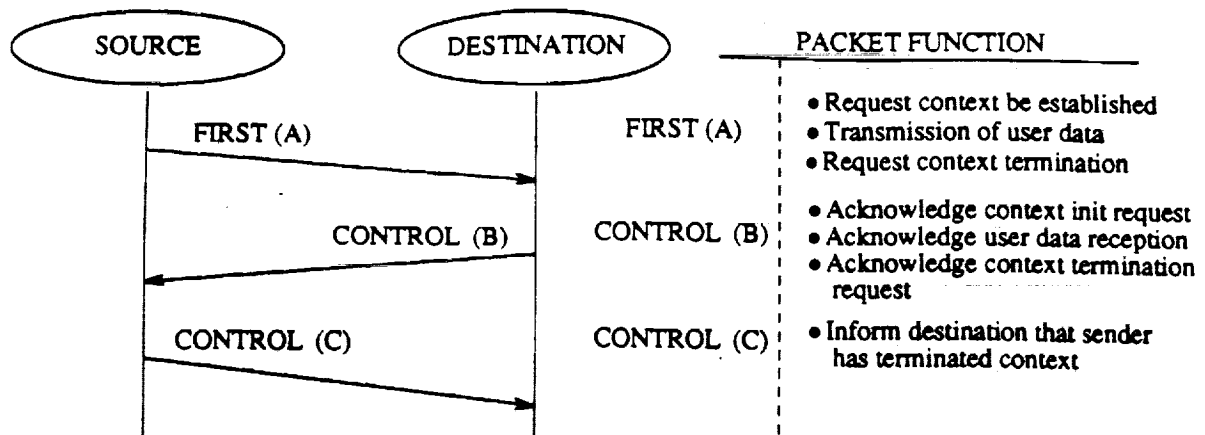 SOURCE
DESTINATION
PACKET FUNCTION
FIRST (A)
FIRST (A)
• Request context be established
• Transmission of user data
• Request context termination
CONTROL (B)
CONTROL (B)
• Acknowledge context init request
• Acknowledge user data reception
• Acknowledge context termination
request
CONTROL (C)
CONTROL (C)
• Inform destination that sender
has terminated context